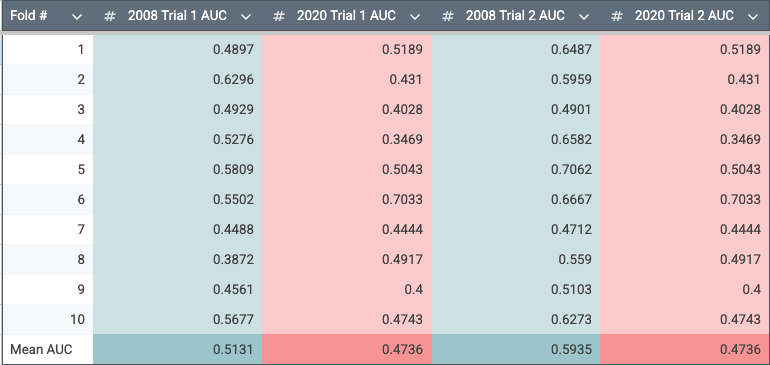 Fold # # 2008 Trial 1 AUC # 2020 Trial 1 AUC # 2008 Trial 2 AUC # 2020 Trial 2 AUC
1 0.4897 0.5189 0.6487 0.5189
2 0.6296 0.431 0.5959 0.431
3 0.4929 0.4028 0.4901 0.4028
4 0.5276 0.3469 0.6582 0.3469
5 0.5809 0.5043 0.7062 0.5043
6 0.5502 0.7033 0.6667 0.7033
7 0.4488 0.4444 0.4712 0.4444
8 0.3872 0.4917 0.559 0.4917
9 0.4561 0.4 0.5103 0.4
10 0.5677 0.4743 0.6273 0.4743
Mean AUC 0.5131 0.4736 0.5935 0.4736